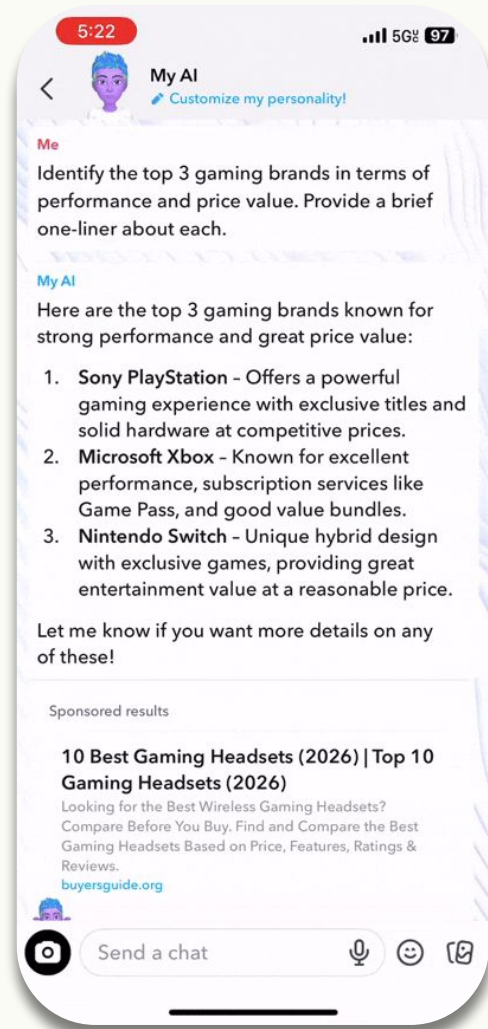 5:22
5G 97
My AI
Customize my personality!
Me
Identify the top 3 gaming brands in terms of
performance and price value. Provide a brief
one-liner about each.
My AI
Here are the top 3 gaming brands known for
strong performance and great price value:
1. Sony PlayStation – Offers a powerful
gaming experience with exclusive titles and
solid hardware at competitive prices.
2. Microsoft Xbox – Known for excellent
performance, subscription services like
Game Pass, and good value bundles.
3. Nintendo Switch – Unique hybrid design
with exclusive games, providing great
entertainment value at a reasonable price.
Let me know if you want more details on any
of these!
Sponsored results
10 Best Gaming Headsets (2026) | Top 10
Gaming Headsets (2026)
Looking for the Best Wireless Gaming Headsets?
Compare Before You Buy. Find and Compare the Best
Gaming Headsets Based on Price, Features, Ratings &
Reviews.
buyersguide.org
Send a chat